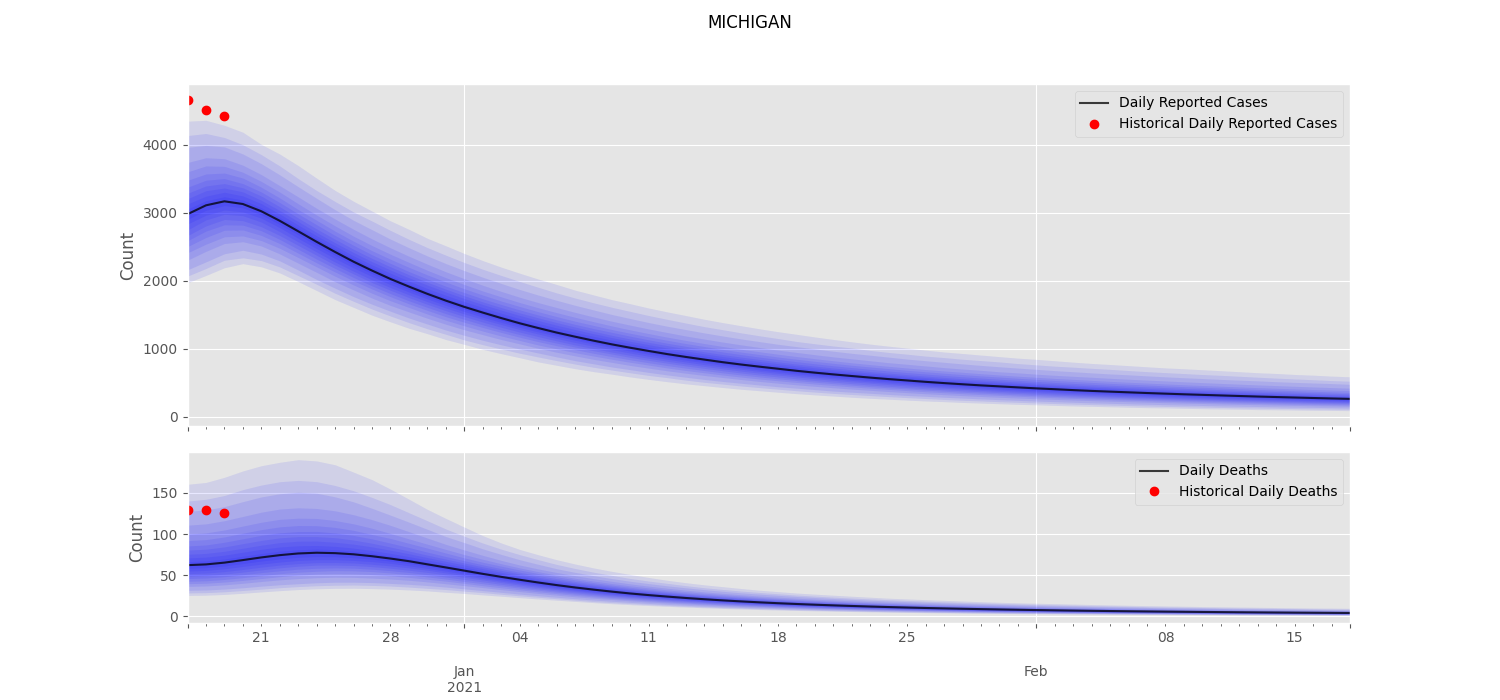 MICHIGAN
Daily Reported Cases
Historical Daily Reported Cases
Count
4000
3000
2000
1000
0
Daily Deaths
Historical Daily Deaths
Count
150
100
50
0
21 28 04 11 18 25 08 15
Jan Feb
2021